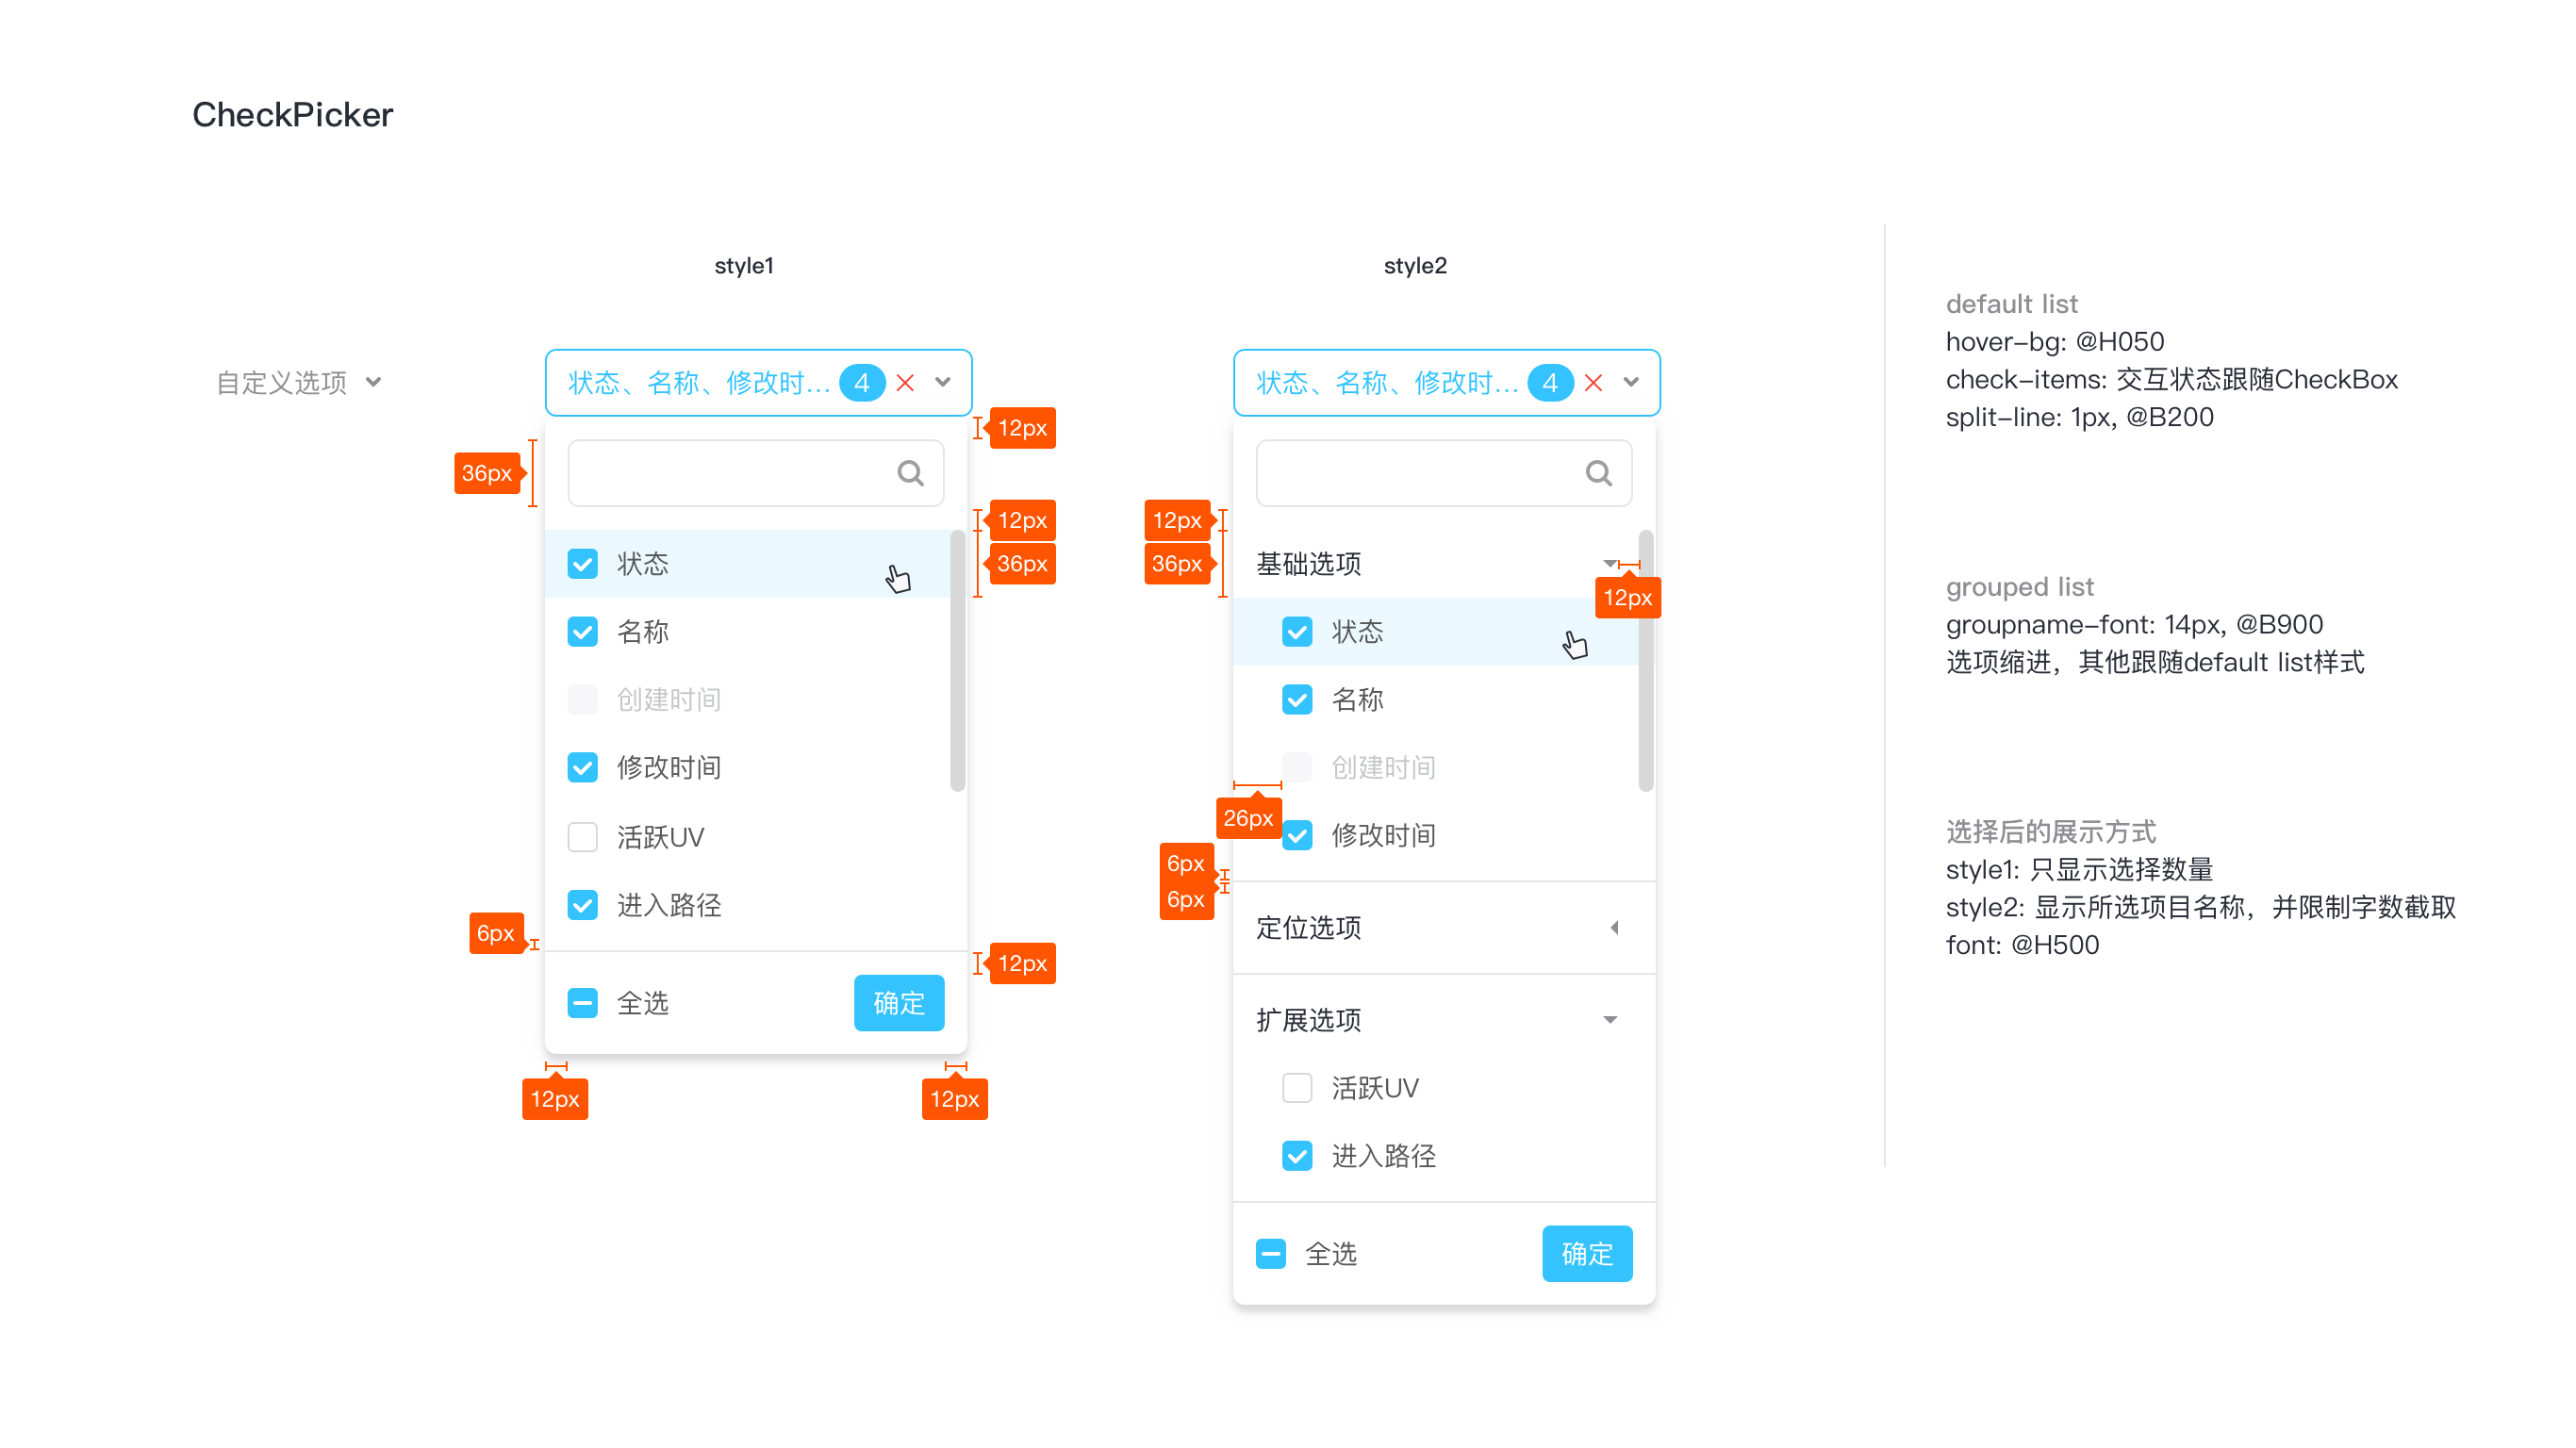 CheckPicker
style1
style2
自定义选项
状态、名称、修改时... 4
12px
36px
12px
36px
状态
名称
创建时间
修改时间
活跃UV
进入路径
6px
12px
全选
确定
12px
12px
状态、名称、修改时... 4
12px
36px
基础选项
12px
状态
名称
创建时间
26px
修改时间
6px
6px
定位选项
扩展选项
活跃UV
进入路径
全选
确定
default list
hover-bg: @H050
check-items: 交互状态跟随CheckBox
split-line: 1px, @B200
grouped list
groupname-font: 14px, @B900
选项缩进，其他跟随default list样式
选择后的展示方式
style1: 只显示选择数量
style2: 显示所选项目名称，并限制字数截取
font: @H500